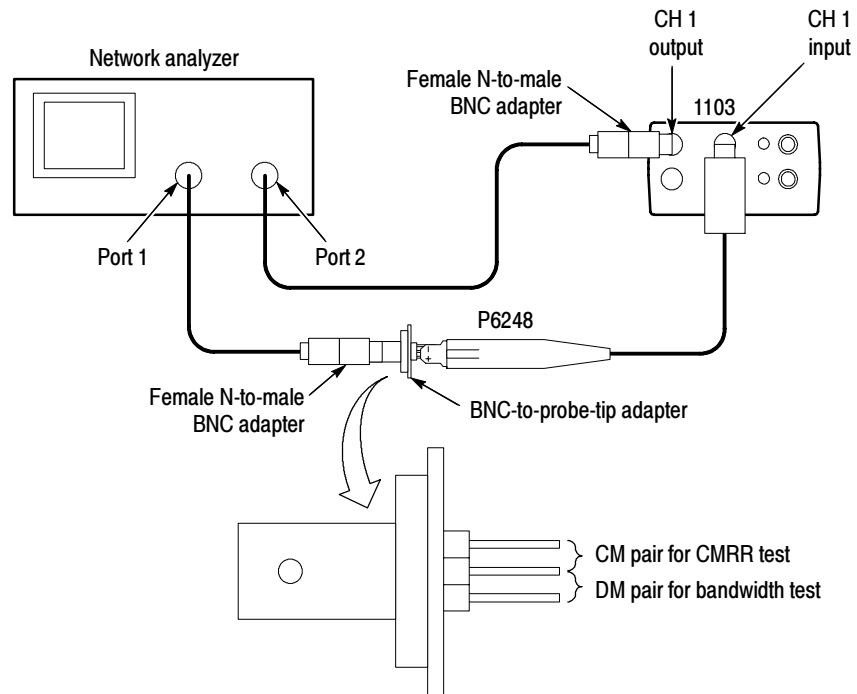 CH 1
output
CH 1
input
Network analyzer
Female N-to-male
BNC adapter
1103
Port 1
Port 2
P6248
Female N-to-male
BNC adapter
BNC-to-probe-tip adapter
- 
+
CM pair for CMRR test
DM pair for bandwidth test